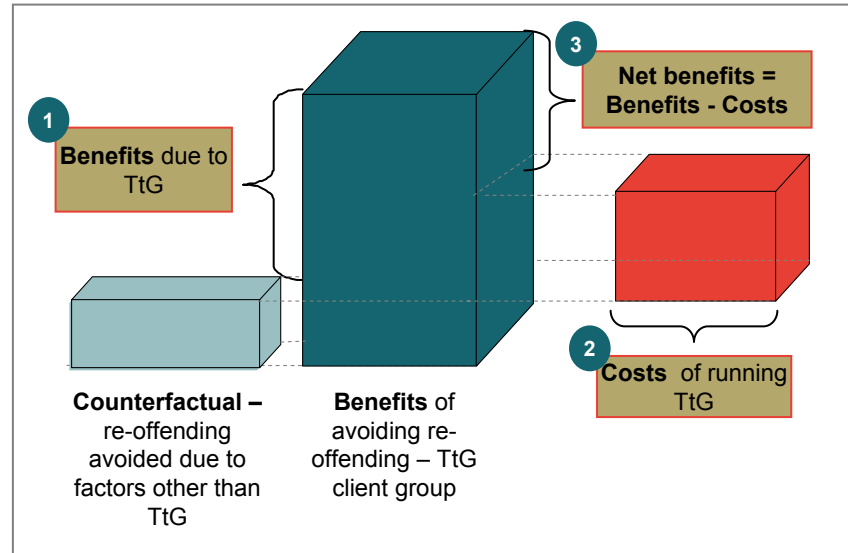 1
Benefits due to
TtG
3
Net benefits =
Benefits - Costs
2
Costs of running
TtG
Counterfactual –
re-offending
avoided due to
factors other than
TtG
Benefits of
avoiding re-
offending – TtG
client group